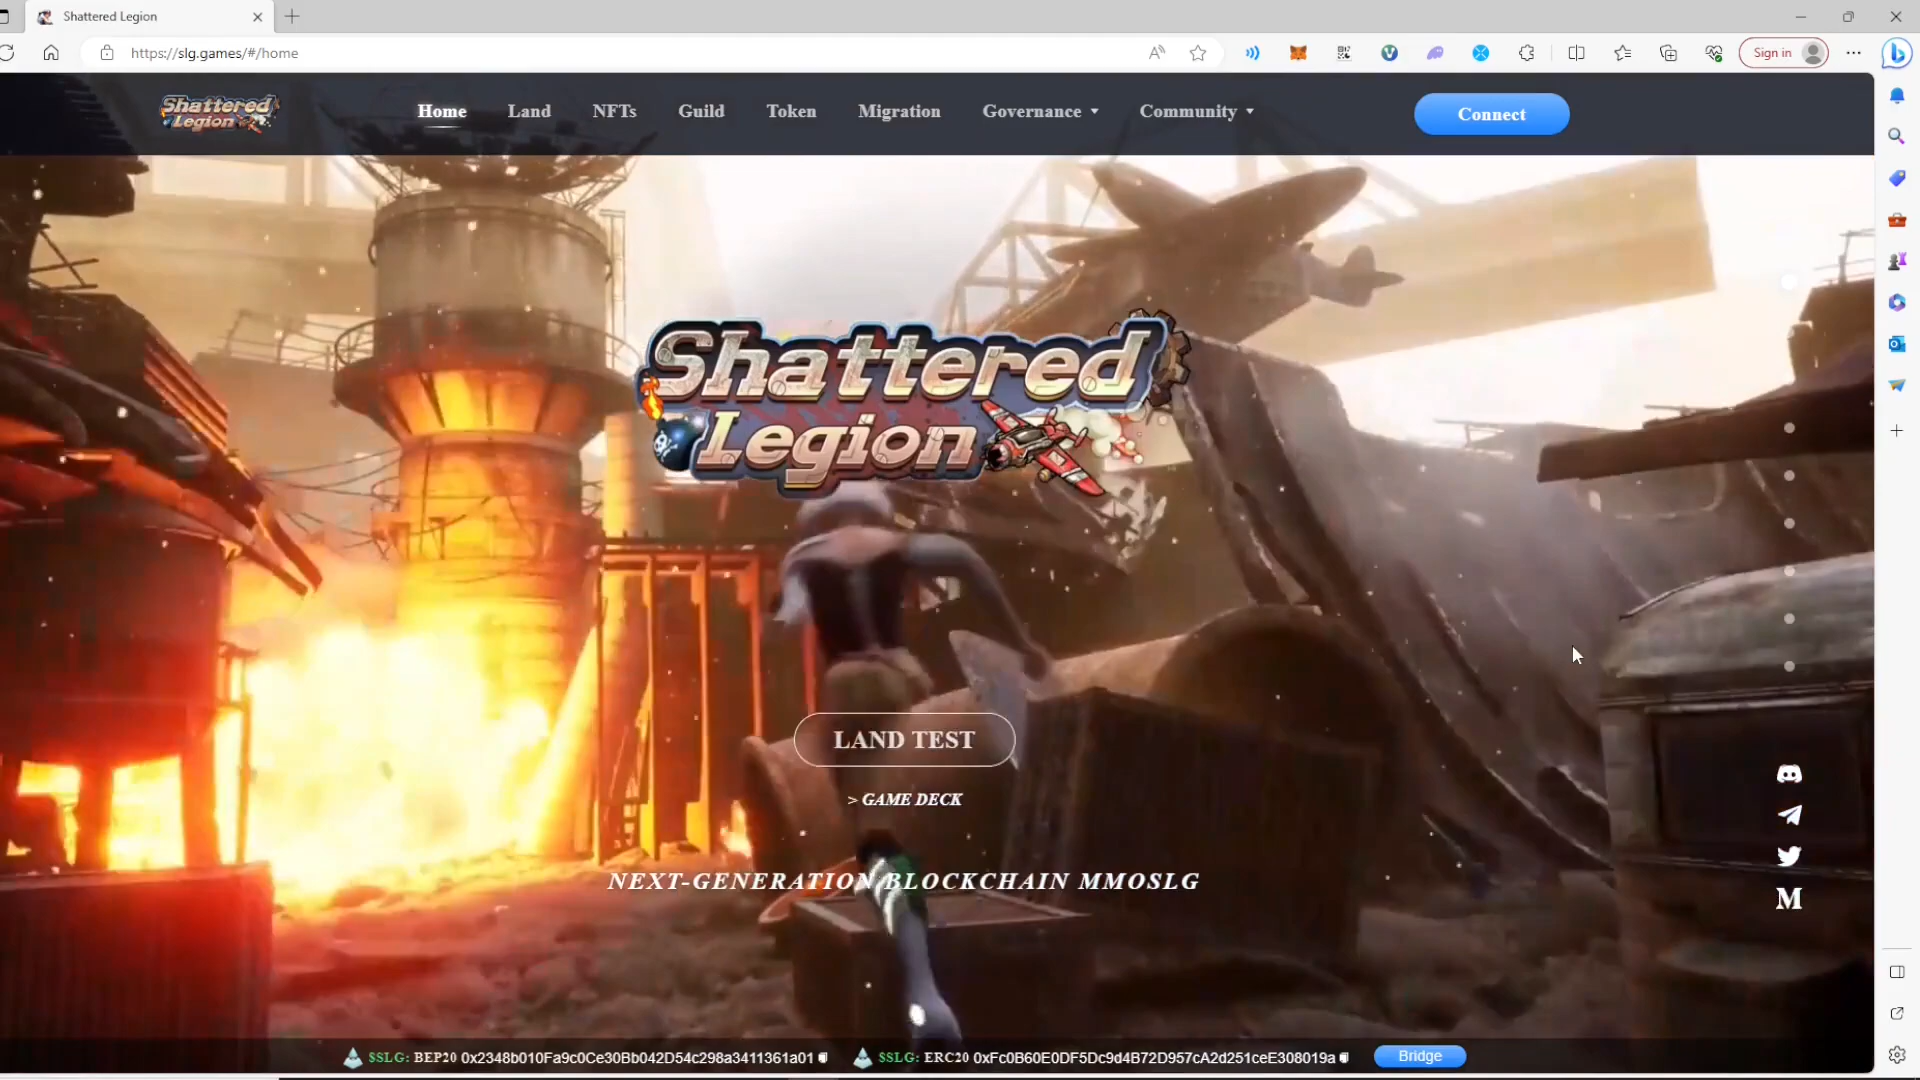 Shattered Legion
https://slg.games/#/home
Sign in
Shattered
Legion
Home Land NFTs Guild Token Migration Governance Community
Connect
Shattered
Legion
LAND TEST
> GAME DECK
NEXT-GENERATION BLOCKCHAIN MMOSLG
$SLG: BEP20 0x2348b010Fa9c0Ce30Bb042D54c298a3411361a01 $SLG: ERC20 0xFc0B60E0DF5Dc9d4B72D957cA2d251ceE308019a Bridge